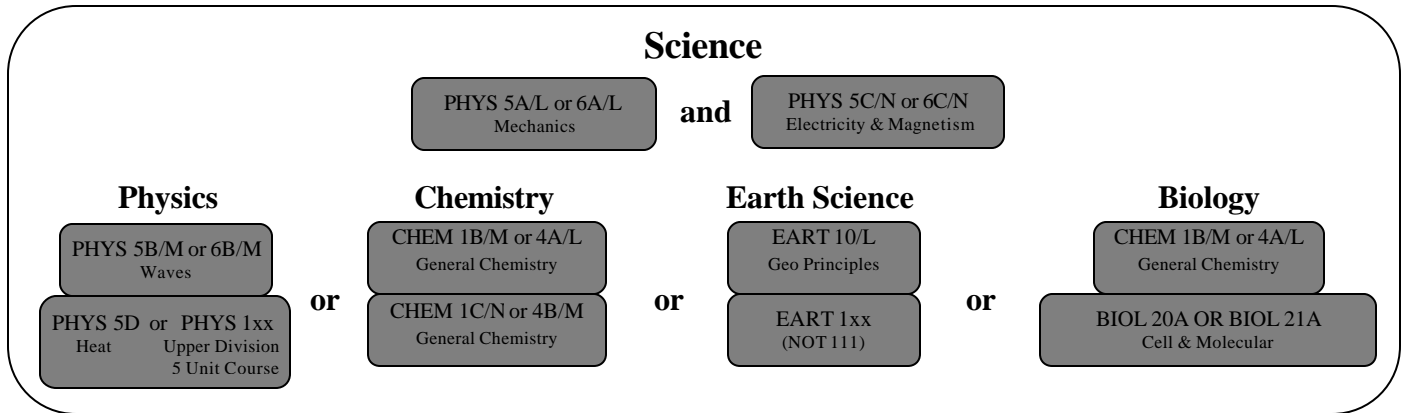 Science
PHYS 5A/L or 6A/L
Mechanics
and
PHYS 5C/N or 6C/N
Electricity & Magnetism
Physics
PHYS 5B/M or 6B/M
Waves
PHYS 5D or PHYS 1xx
Heat Upper Division
5 Unit Course
or
Chemistry
CHEM 1B/M or 4A/L
General Chemistry
CHEM 1C/N or 4B/M
General Chemistry
or
Earth Science
EART 10/L
Geo Principles
EART 1xx
(NOT 111)
or
Biology
CHEM 1B/M or 4A/L
General Chemistry
BIOL 20A OR BIOL 21A
Cell & Molecular